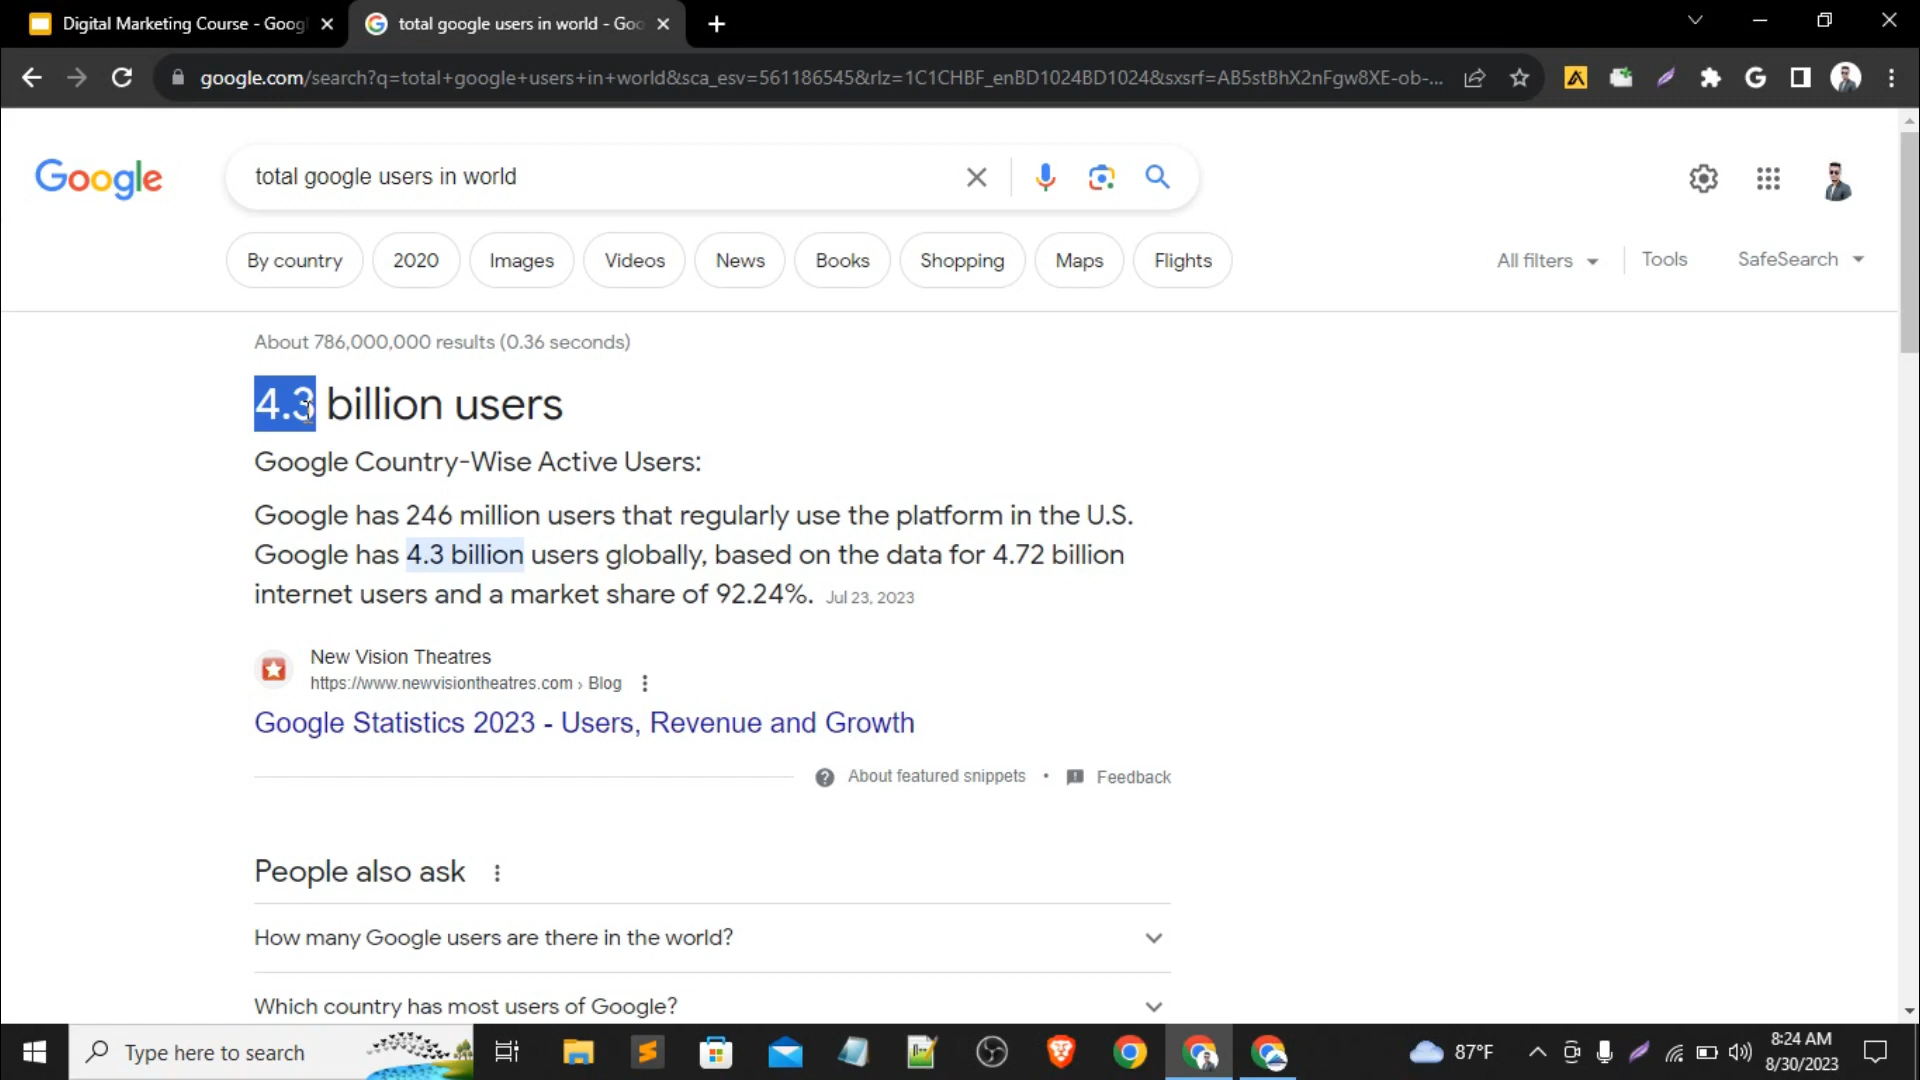 Digital Marketing Course - Goog
total google users in world - Goo
google.com/search?q=total+google+users+in+world&sca_esv=561186545&rlz=1C1CHBF_enBD1024BD1024&sxsrf=AB5stBhX2nFgw8XE-ob-...
Google
total google users in world
By country
2020
Images
Videos
News
Books
Shopping
Maps
Flights
All filters
Tools
SafeSearch
About 786,000,000 results (0.36 seconds)
4.3 billion users
Google Country-Wise Active Users:
Google has 246 million users that regularly use the platform in the U.S.
Google has 4.3 billion users globally, based on the data for 4.72 billion
internet users and a market share of 92.24%. Jul 23, 2023
New Vision Theatres
https://www.newvisiontheatres.com › Blog
Google Statistics 2023 - Users, Revenue and Growth
About featured snippets • Feedback
People also ask
How many Google users are there in the world?
Which country has most users of Google?
Type here to search
87°F
8:24 AM
8/30/2023